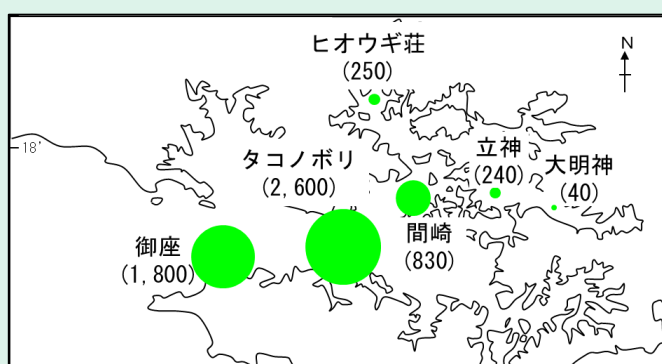 ヒオウギ荘
(250)
N
18'
タコノボリ
(2,600)
立神
(240)
大明神
(40)
御座
(1,800)
間崎
(830)